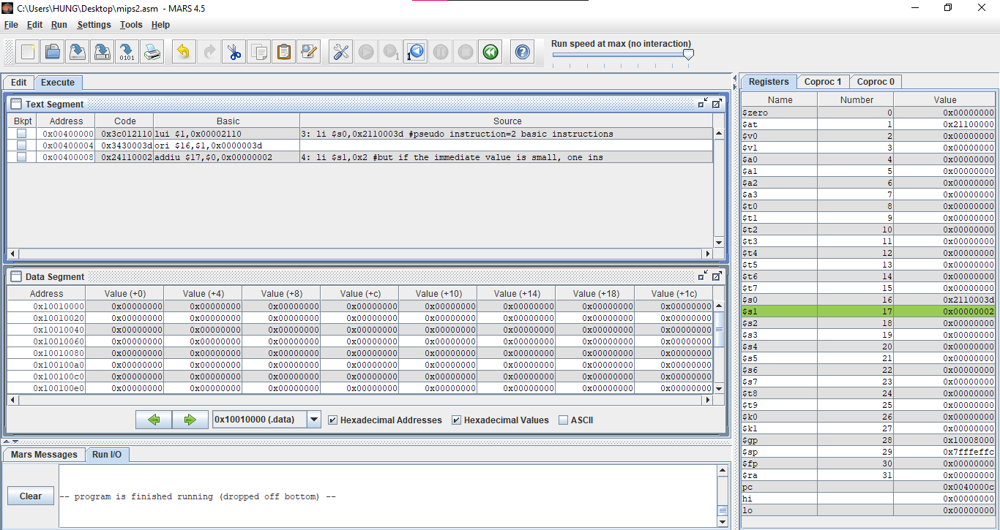 C:\Users\HUNG\Desktop\mips2.asm - MARS 4.5
File Edit Run Settings Tools Help
Run speed at max (no interaction)
Edit Execute
Text Segment
Bkpt Address Code Basic Source
0x00400000 0x3c012110 lui $1,0x00002110 3: li $s0,0x2110003d #pseudo instruction=2 basic instructions
0x00400004 0x3430003d ori $16,$1,0x0000003d
0x00400008 0x24110002 addiu $17,$0,0x00000002 4: li $s1,0x2 #but if the immediate value is small, one ins
Data Segment
Address Value (+0) Value (+4) Value (+8) Value (+c) Value (+10) Value (+14) Value (+18) Value (+1c)
0x10010000 0x00000000 0x00000000 0x00000000 0x00000000 0x00000000 0x00000000 0x00000000 0x00000000
0x10010020 0x00000000 0x00000000 0x00000000 0x00000000 0x00000000 0x00000000 0x00000000 0x00000000
0x10010040 0x00000000 0x00000000 0x00000000 0x00000000 0x00000000 0x00000000 0x00000000 0x00000000
0x10010060 0x00000000 0x00000000 0x00000000 0x00000000 0x00000000 0x00000000 0x00000000 0x00000000
0x10010080 0x00000000 0x00000000 0x00000000 0x00000000 0x00000000 0x00000000 0x00000000 0x00000000
0x100100a0 0x00000000 0x00000000 0x00000000 0x00000000 0x00000000 0x00000000 0x00000000 0x00000000
0x100100c0 0x00000000 0x00000000 0x00000000 0x00000000 0x00000000 0x00000000 0x00000000 0x00000000
0x100100e0 0x00000000 0x00000000 0x00000000 0x00000000 0x00000000 0x00000000 0x00000000 0x00000000
0x10010000 (.data) Hexadecimal Addresses Hexadecimal Values ASCII
Mars Messages Run I/O
Clear
-- program is finished running (dropped off bottom) --
Registers Coproc 1 Coproc 0
Name Number Value
$zero 0 0x00000000
$at 1 0x21100000
$v0 2 0x00000000
$v1 3 0x00000000
$a0 4 0x00000000
$a1 5 0x00000000
$a2 6 0x00000000
$a3 7 0x00000000
$t0 8 0x00000000
$t1 9 0x00000000
$t2 10 0x00000000
$t3 11 0x00000000
$t4 12 0x00000000
$t5 13 0x00000000
$t6 14 0x00000000
$t7 15 0x00000000
$s0 16 0x2110003d
$s1 17 0x00000002
$s2 18 0x00000000
$s3 19 0x00000000
$s4 20 0x00000000
$s5 21 0x00000000
$s6 22 0x00000000
$s7 23 0x00000000
$t8 24 0x00000000
$t9 25 0x00000000
$k0 26 0x00000000
$k1 27 0x00000000
$gp 28 0x10008000
$sp 29 0x7fffeffc
$fp 30 0x00000000
$ra 31 0x00000000
pc 0x0040000c
hi 0x00000000
lo 0x00000000